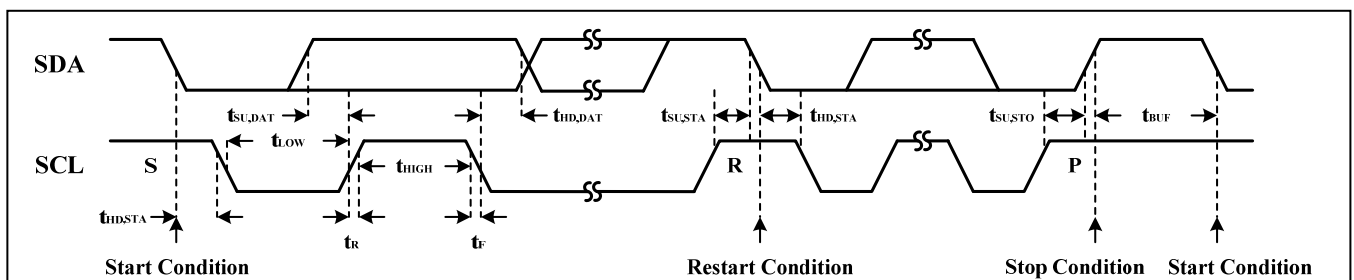 SDA
tSU,DAT
tHD,DAT
tSU,STA
tHD,STA
tSU,STO
tBUF
tLOW
SCL
S
tHIGH
R
P
tHD,STA
tR
tF
Start Condition
Restart Condition
Stop Condition
Start Condition